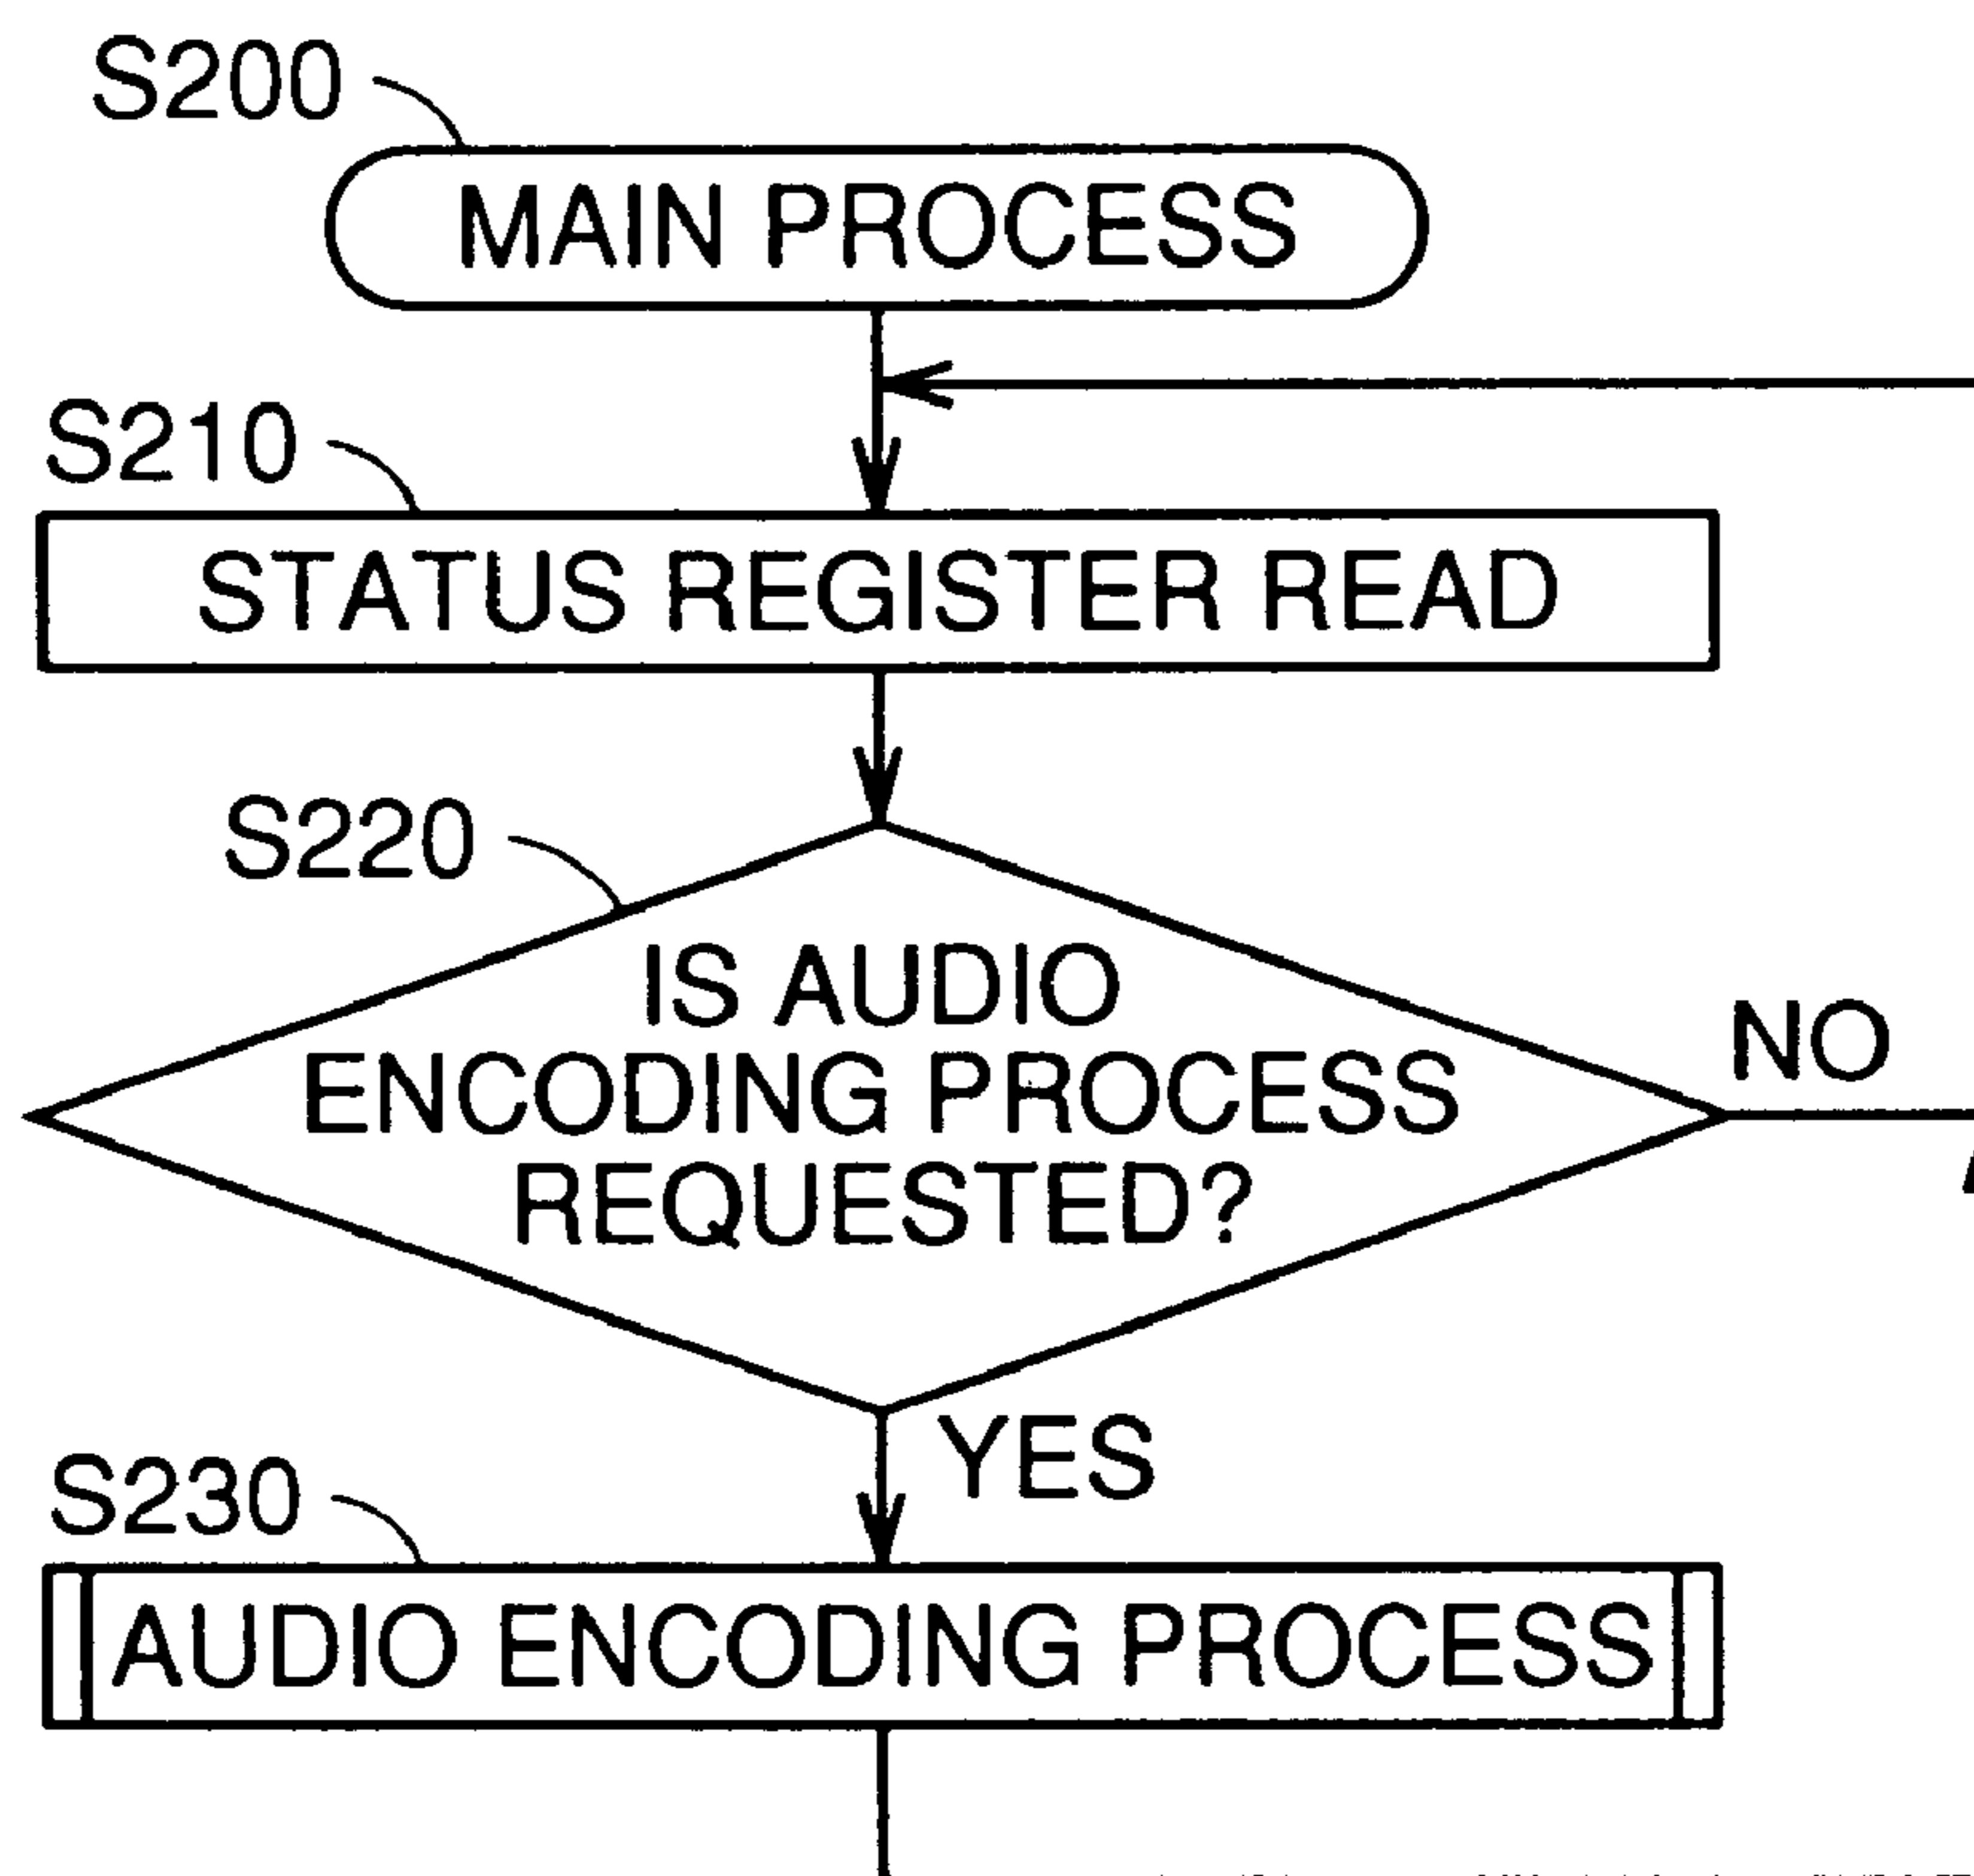 S200
MAIN PROCESS
S210
STATUS REGISTER READ
S220
IS AUDIO
ENCODING PROCESS
REQUESTED?
NO
YES
S230
AUDIO ENCODING PROCESS